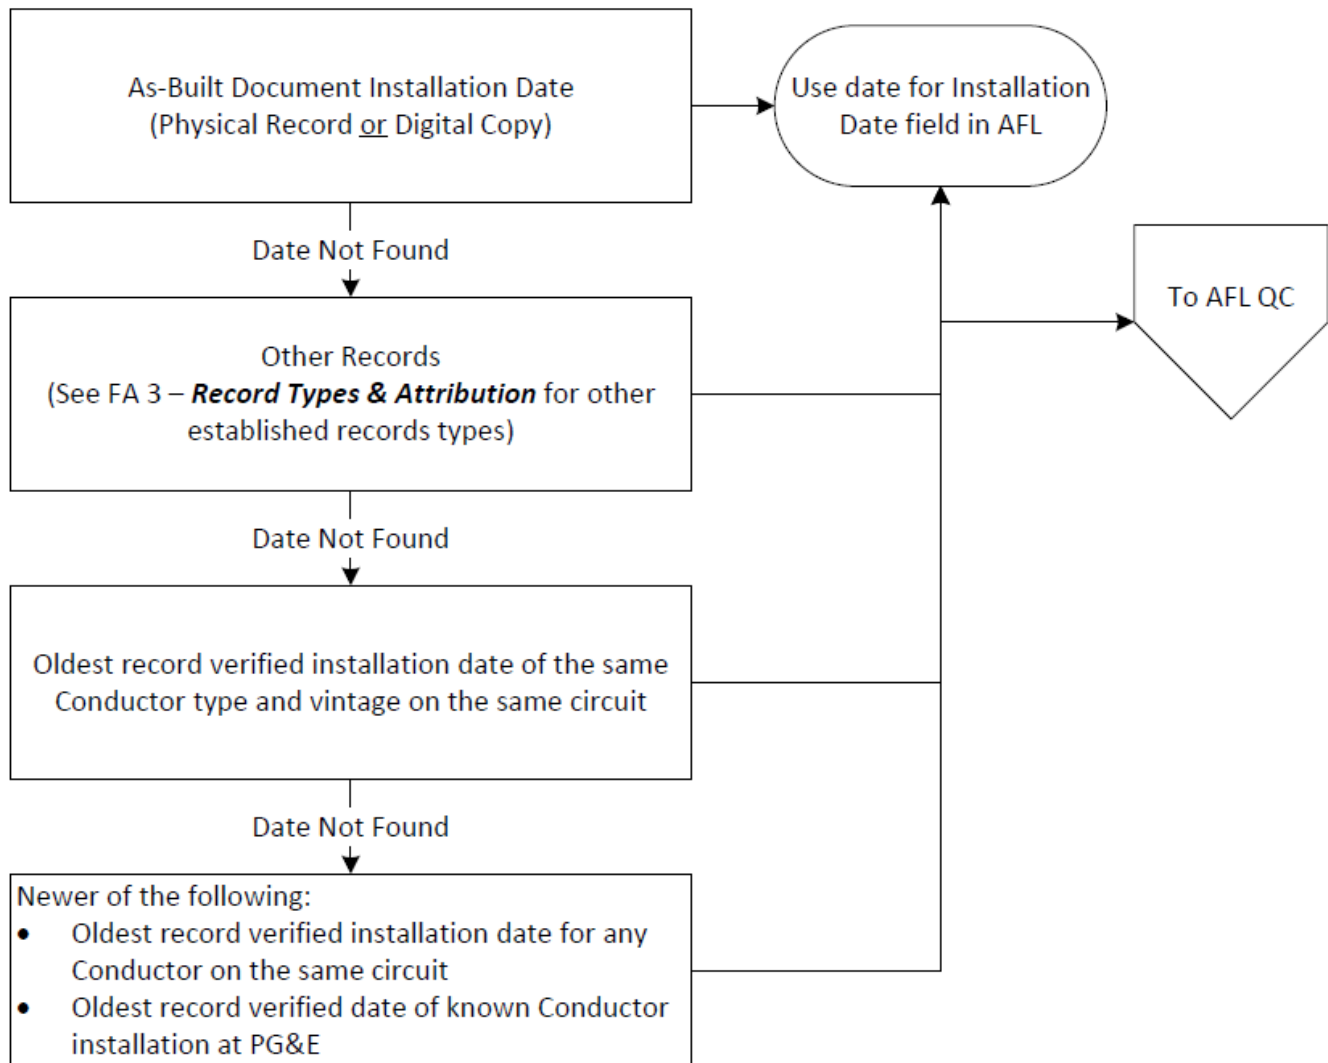 As-Built Document Installation Date
(Physical Record or Digital Copy)
Use date for Installation
Date field in AFL
Date Not Found
To AFL QC
Other Records
(See FA 3 – Record Types & Attribution for other
established records types)
Date Not Found
Oldest record verified installation date of the same
Conductor type and vintage on the same circuit
Date Not Found
Newer of the following:
• Oldest record verified installation date for any
Conductor on the same circuit
• Oldest record verified date of known Conductor
installation at PG&E